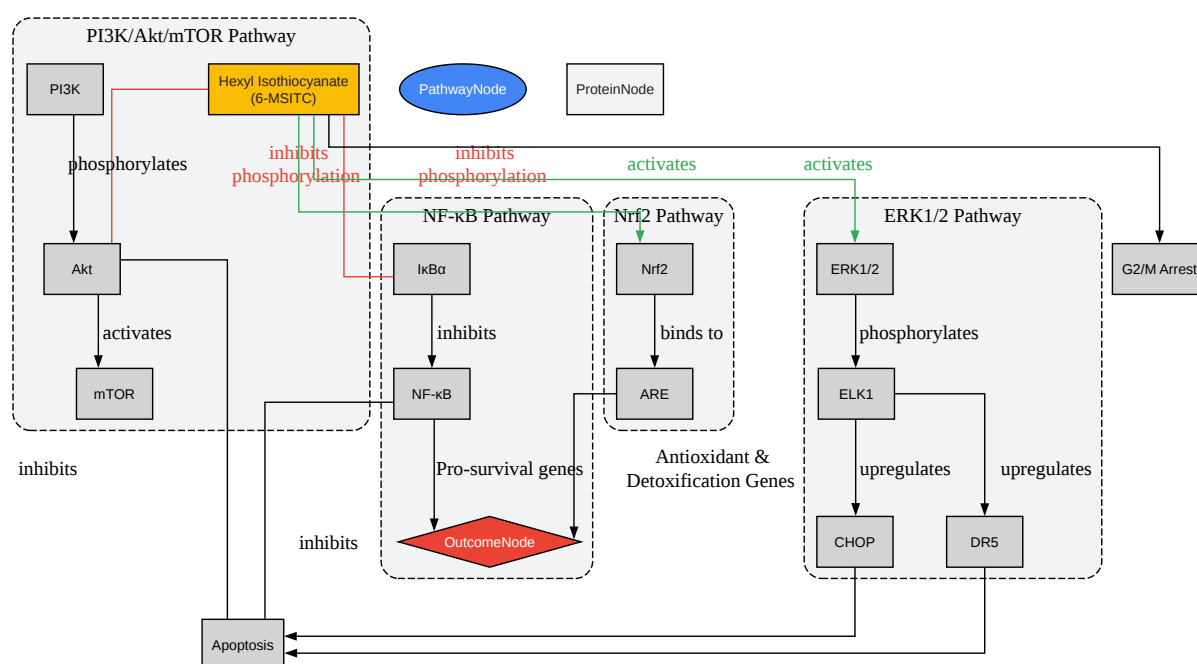 PI3K/Akt/mTOR Pathway
PI3K
Hexyl Isothiocyanate
(6-MSITC)
PathwayNode
ProteinNode
phosphorylates
inhibits
phosphorylation
inhibits
phosphorylation
activates
activates
NF-κB Pathway
Nrf2 Pathway
ERK1/2 Pathway
Akt
IκBα
Nrf2
ERK1/2
G2/M Arrest
activates
inhibits
binds to
phosphorylates
mTOR
NF-κB
ARE
ELK1
inhibits
Pro-survival genes
Antioxidant &
Detoxification Genes
upregulates
upregulates
inhibits
OutcomeNode
CHOP
DR5
Apoptosis